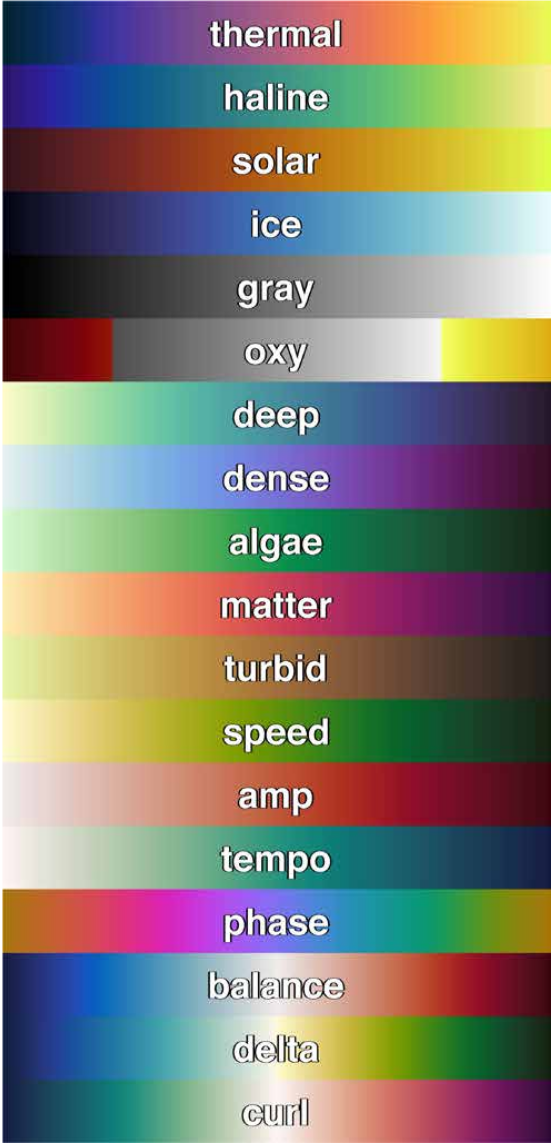 thermal
haline
solar
ice
gray
oxy
deep
dense
algae
matter
turbid
speed
amp
tempo
phase
balance
delta
curl